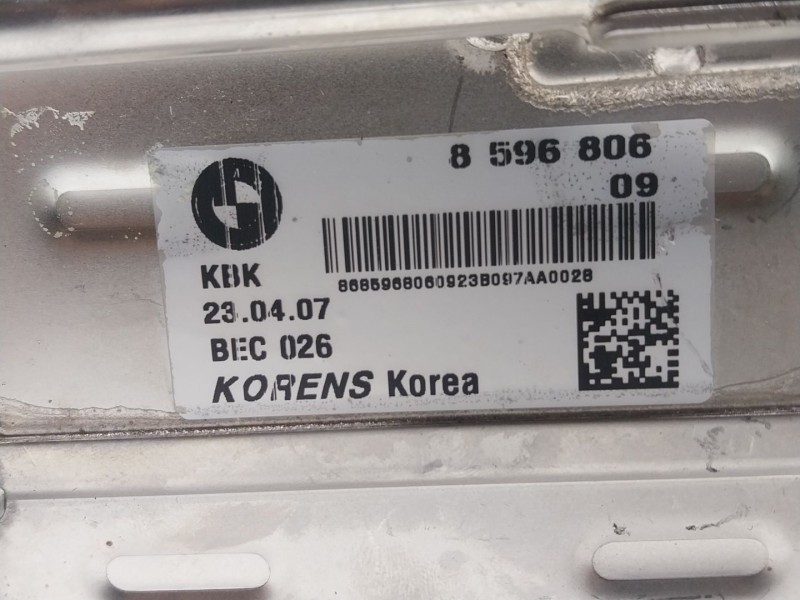 8 596 806
09
8685968060923B097AA0028
KBK
23.04.07
BEC 026
KORENS Korea